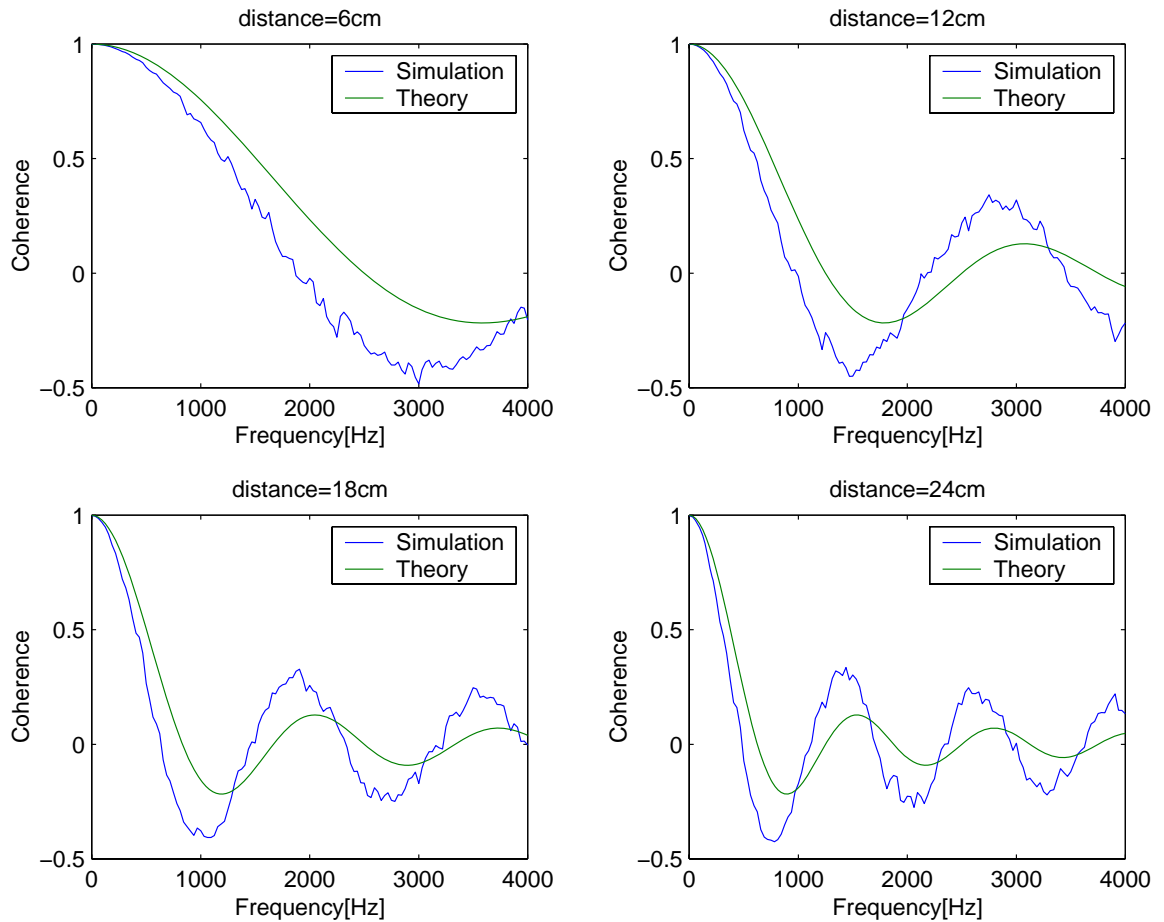 distance=6cm
1
0.5
0
−0.5
Coherence
Simulation
Theory
0 1000 2000 3000 4000
Frequency[Hz]
distance=12cm
1
0.5
0
−0.5
Coherence
Simulation
Theory
0 1000 2000 3000 4000
Frequency[Hz]
distance=18cm
1
0.5
0
−0.5
Coherence
Simulation
Theory
0 1000 2000 3000 4000
Frequency[Hz]
distance=24cm
1
0.5
0
−0.5
Coherence
Simulation
Theory
0 1000 2000 3000 4000
Frequency[Hz]